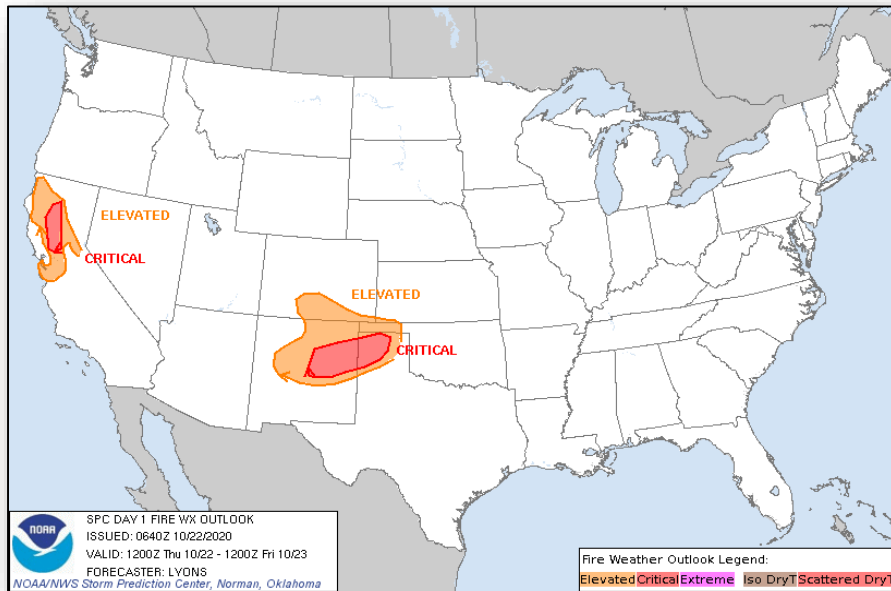 ELEVATED
CRITICAL
ELEVATED
CRITICAL
NOAA
SPC DAY 1 FIRE WX OUTLOOK
ISSUED: 0640Z 10/22/2020
VALID: 1200Z Thu 10/22 - 1200Z Fri 10/23
FORECASTER: LYONS
NOAA/NWS Storm Prediction Center, Norman, Oklahoma
Fire Weather Outlook Legend:
Elevated Critical Extreme Iso DryT Scattered DryT